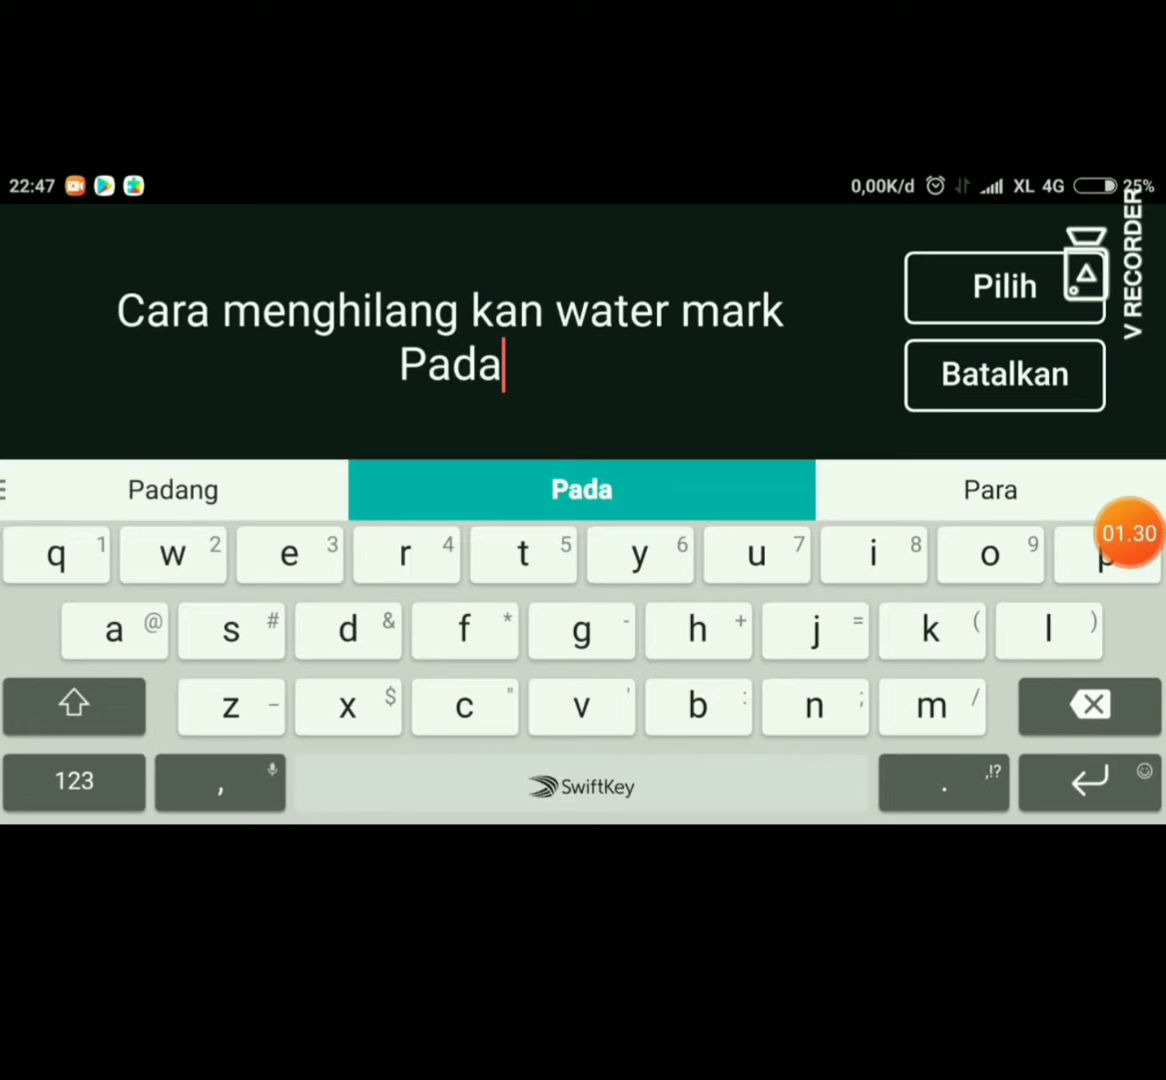 22:47 0,00K/d XL 4G 25%
V RECORDER
Cara menghilang kan water mark
Pada
Pilih
Batalkan
Padang Pada Para
01.30
q 1 w 2 e 3 r 4 t 5 y 6 u 7 i 8 o 9 p
a @ s # d & f * g - h + j = k ( l )
z _ x $ c " v ' b : n ; m /
123 , SwiftKey . ,!?